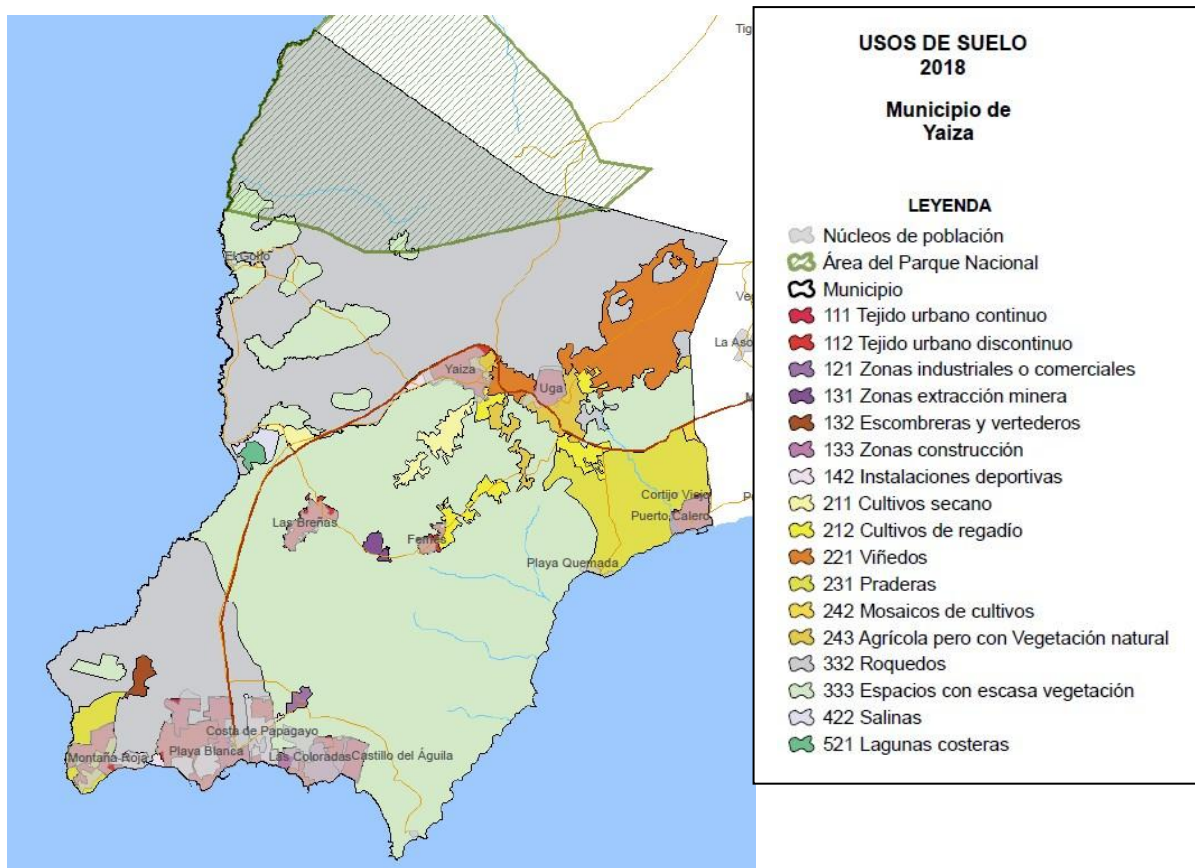 Tig
El Golfo
Ve
La Aso
Yaiza
Uga
M
Cortijo Viejo
Puerto Calero
P
Las Breñas
Femés
Playa Quemada
Costa de Papagayo
Montaña Roja
Playa Blanca
Las Coloradas
Castillo del Águila
USOS DE SUELO
2018
Municipio de
Yaiza
LEYENDA
Núcleos de población
Área del Parque Nacional
Municipio
111 Tejido urbano continuo
112 Tejido urbano discontinuo
121 Zonas industriales o comerciales
131 Zonas extracción minera
132 Escombreras y vertederos
133 Zonas construcción
142 Instalaciones deportivas
211 Cultivos secano
212 Cultivos de regadío
221 Viñedos
231 Praderas
242 Mosaicos de cultivos
243 Agrícola pero con Vegetación natural
332 Roquedos
333 Espacios con escasa vegetación
422 Salinas
521 Lagunas costeras